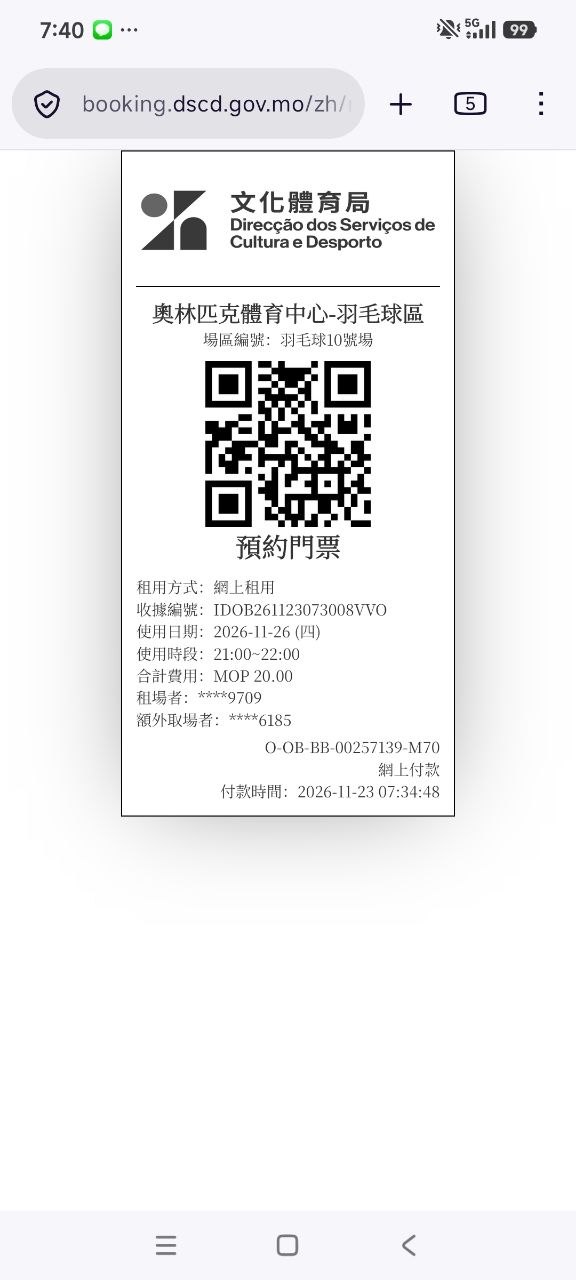 7:40
5G
99
booking.dscd.gov.mo/zh/
5
文化體育局
Direcção dos Serviços de
Cultura e Desporto
奧林匹克體育中心-羽毛球區
場區編號：羽毛球10號場
預約門票
租用方式：網上租用
收據編號：IDOB261123073008VVO
使用日期：2026-11-26 (四)
使用時段：21:00~22:00
合計費用：MOP 20.00
租場者：****9709
額外取場者：****6185
O-OB-BB-00257139-M70
網上付款
付款時間：2026-11-23 07:34:48